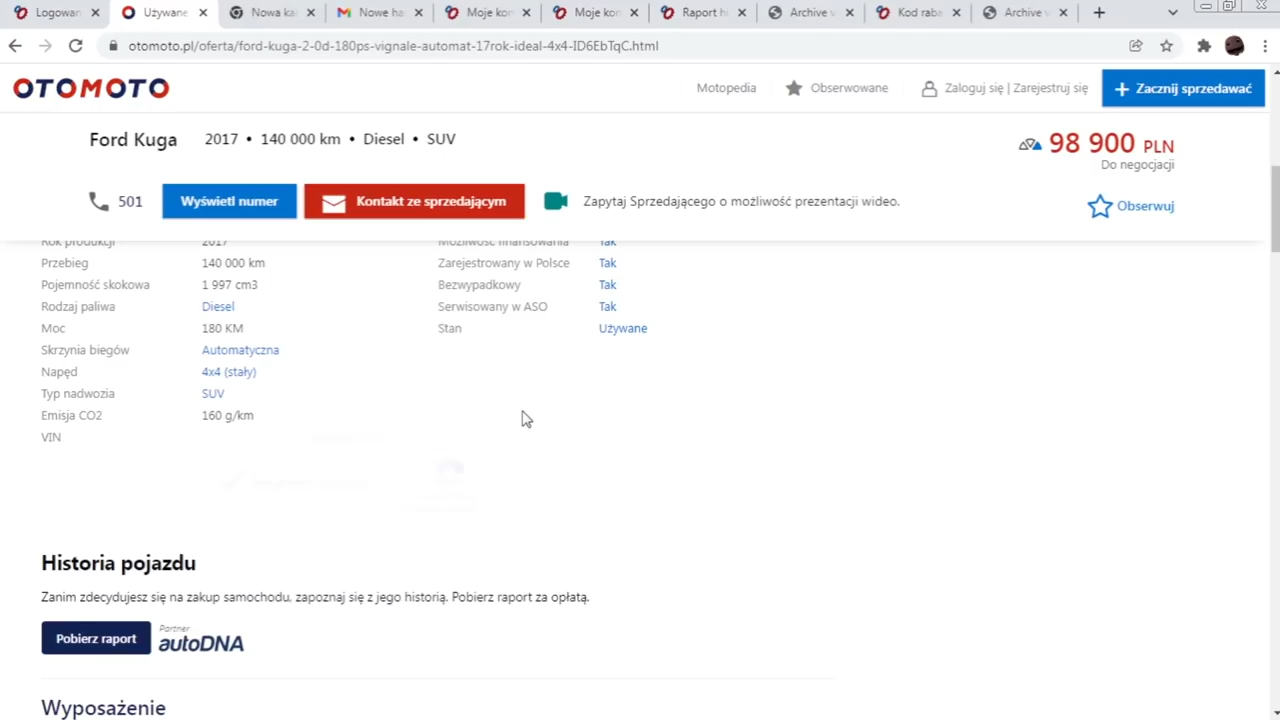 Logowan
Używane
Nowa ka
Nowe ha
Moje kon
Moje kon
Raport h
Archive v
Kod raba
Archive v
otomoto.pl/oferta/ford-kuga-2-0d-180ps-vignale-automat-17rok-ideal-4x4-ID6EbTqC.html
OTOMOTO
Motopedia Obserwowane Zaloguj się | Zarejestruj się + Zacznij sprzedawać
Ford Kuga 2017 • 140 000 km • Diesel • SUV 98 900 PLN
Do negocjacji
501 Wyświetl numer Kontakt ze sprzedającym Zapytaj Sprzedającego o możliwość prezentacji wideo. Obserwuj
Rok produkcji 2017 Możliwość finansowania Tak
Przebieg 140 000 km Zarejestrowany w Polsce Tak
Pojemność skokowa 1 997 cm3 Bezwypadkowy Tak
Rodzaj paliwa Diesel Serwisowany w ASO Tak
Moc 180 KM Stan Używane
Skrzynia biegów Automatyczna
Napęd 4x4 (stały)
Typ nadwozia SUV
Emisja CO2 160 g/km
VIN
Historia pojazdu
Zanim zdecydujesz się na zakup samochodu, zapoznaj się z jego historią. Pobierz raport za opłatą.
Pobierz raport Partner autoDNA
Wyposażenie